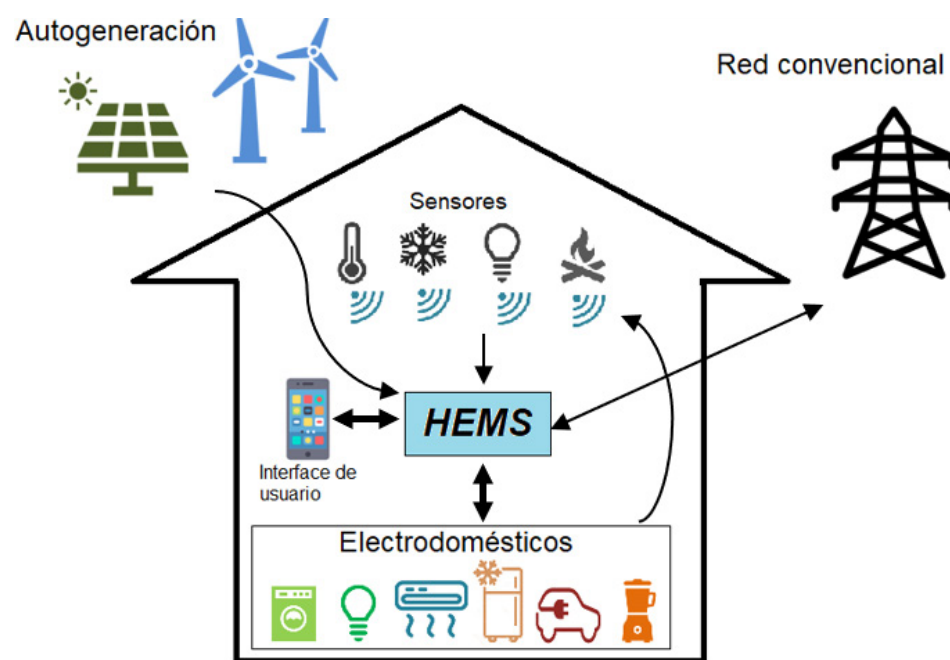 Autogeneración
Red convencional
Sensores
HEMS
Interface de
usuario
Electrodomésticos